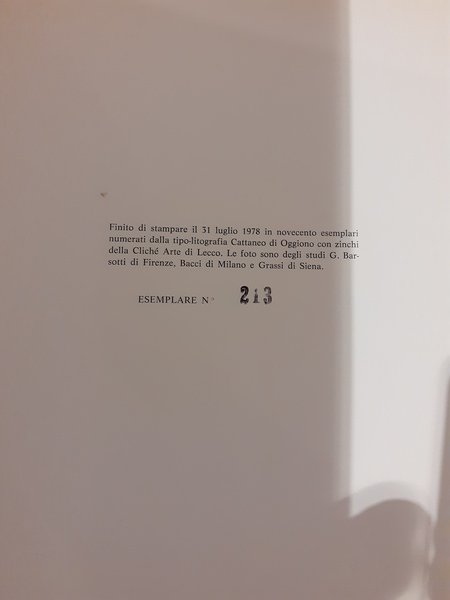 Finito di stampare il 31 luglio 1978 in novecento esemplari
numerati dalla tipo-litografia Cattaneo di Oggiono con zinchi
della Cliché Arte di Lecco. Le foto sono degli studi G. Bar-
sotti di Firenze, Bacci di Milano e Grassi di Siena.
ESEMPLARE N° 213